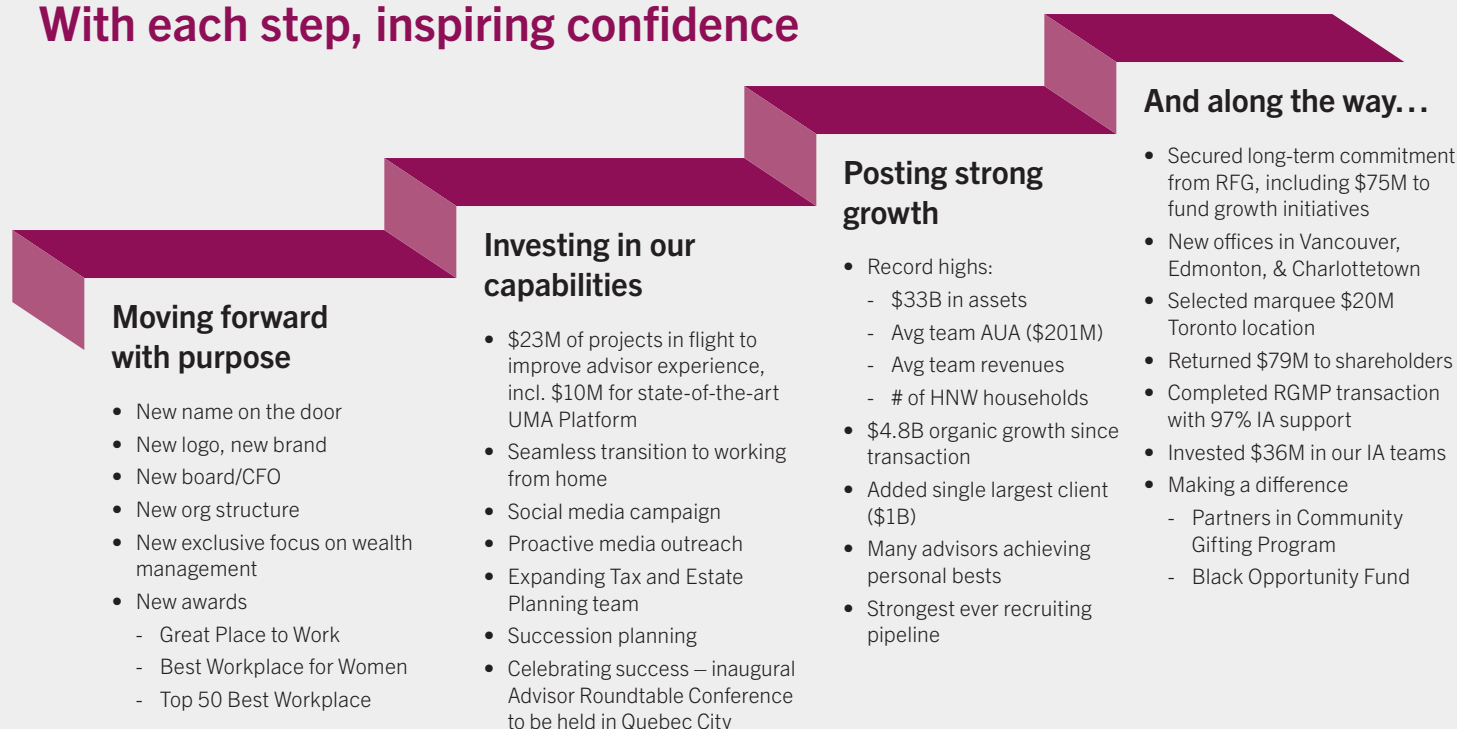 With each step, inspiring confidence
Moving forward
with purpose
• New name on the door
• New logo, new brand
• New board/CFO
• New org structure
• New exclusive focus on wealth
management
• New awards
- Great Place to Work
- Best Workplace for Women
- Top 50 Best Workplace
Investing in our
capabilities
• $23M of projects in flight to
improve advisor experience,
incl. $10M for state-of-the-art
UMA Platform
• Seamless transition to working
from home
• Social media campaign
• Proactive media outreach
• Expanding Tax and Estate
Planning team
• Succession planning
• Celebrating success – inaugural
Advisor Roundtable Conference
to be held in Quebec City
Posting strong
growth
• Record highs:
- $33B in assets
- Avg team AUA ($201M)
- Avg team revenues
- # of HNW households
• $4.8B organic growth since
transaction
• Added single largest client
($1B)
• Many advisors achieving
personal bests
• Strongest ever recruiting
pipeline
And along the way...
• Secured long-term commitment
from RFG, including $75M to
fund growth initiatives
• New offices in Vancouver,
Edmonton, & Charlottetown
• Selected marquee $20M
Toronto location
• Returned $79M to shareholders
• Completed RGMP transaction
with 97% IA support
• Invested $36M in our IA teams
• Making a difference
- Partners in Community
Gifting Program
- Black Opportunity Fund